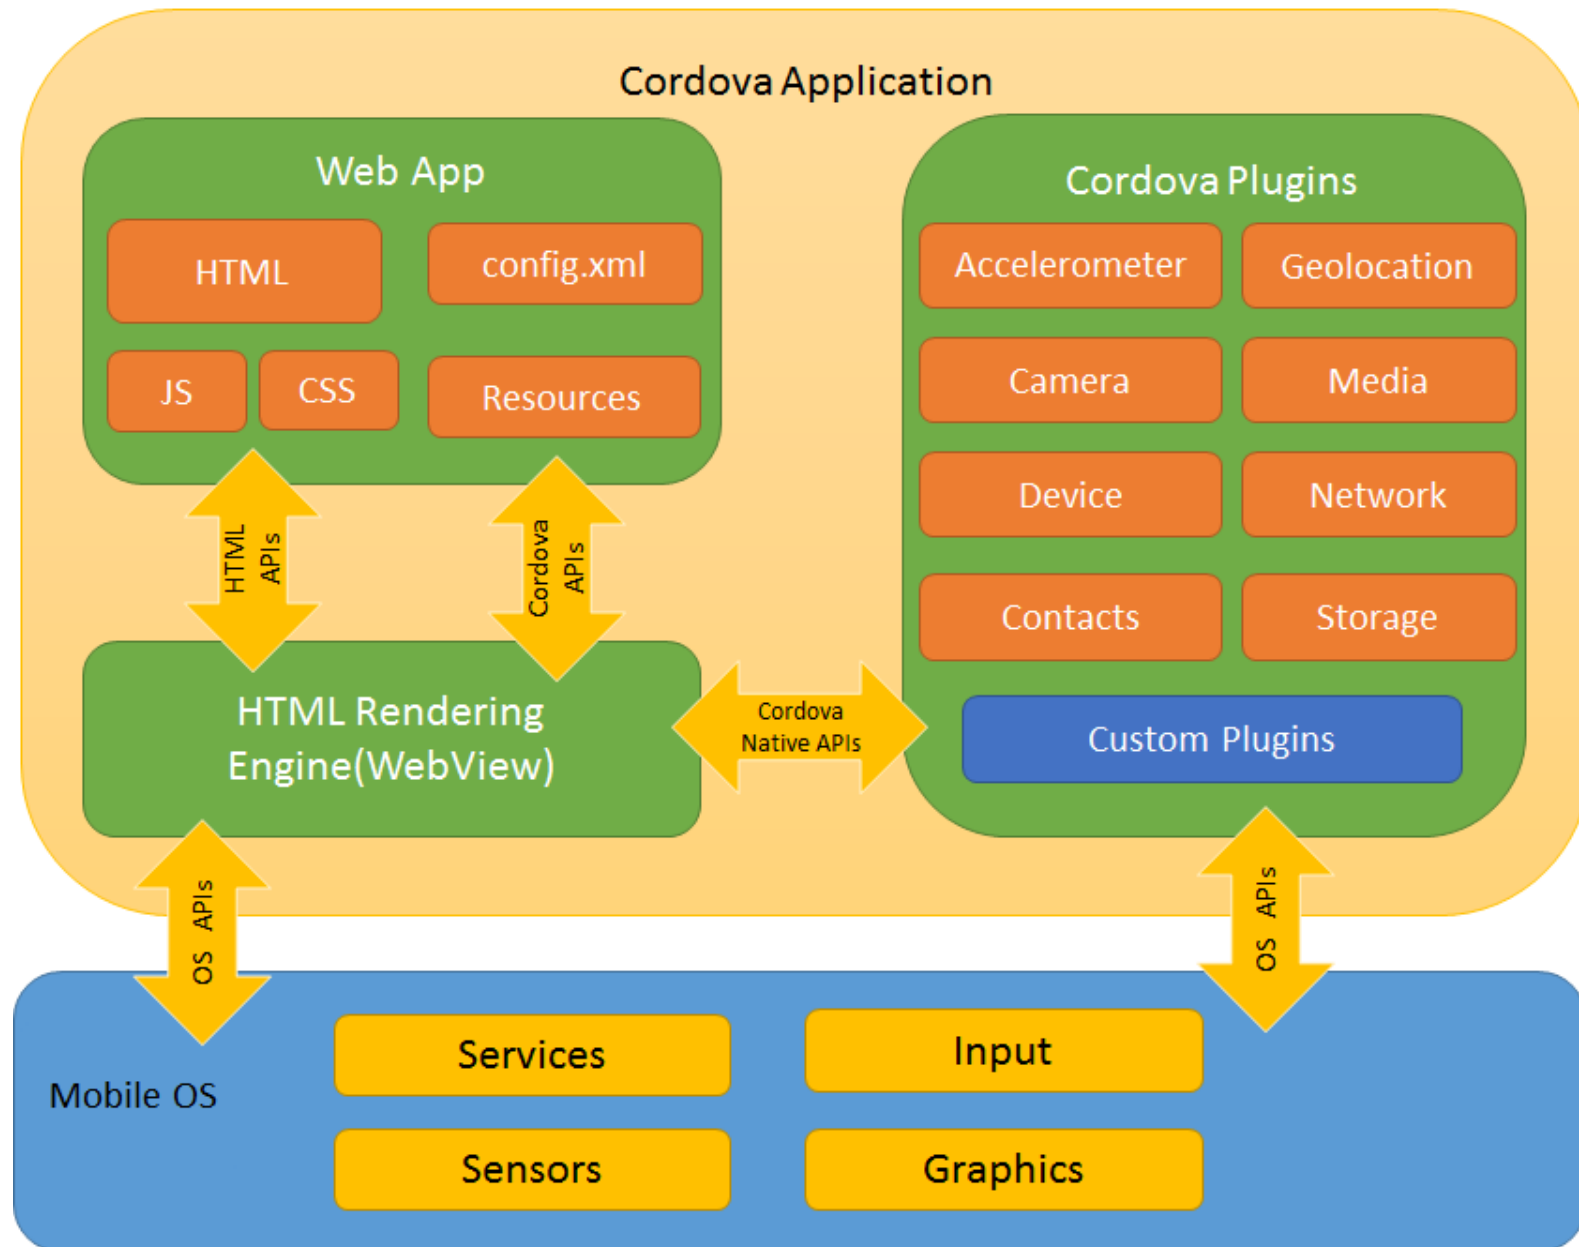 Cordova Application
Web App
HTML
config.xml
JS
CSS
Resources
Cordova Plugins
Accelerometer
Geolocation
Camera
Media
Device
Network
Contacts
Storage
Custom Plugins
HTML
APIs
Cordova
APIs
HTML Rendering
Engine(WebView)
Cordova
Native APIs
OS APIs
OS APIs
Mobile OS
Services
Input
Sensors
Graphics